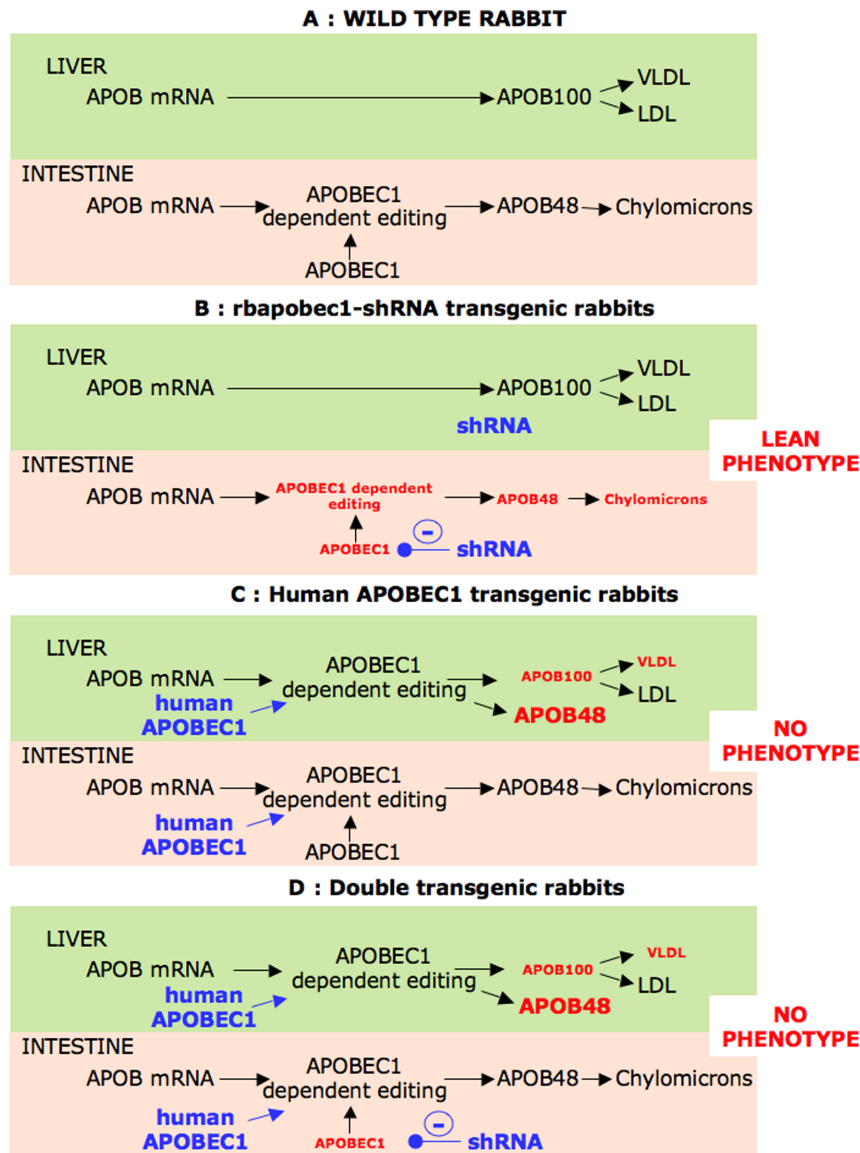 A : WILD TYPE RABBIT
LIVER
APOB mRNA
APOB100
VLDL
LDL
INTESTINE
APOB mRNA
APOBEC1
dependent editing
APOB48
Chylomicrons
APOBEC1
B : rbapobec1-shRNA transgenic rabbits
LIVER
APOB mRNA
APOB100
VLDL
LDL
shRNA
LEAN
PHENOTYPE
INTESTINE
APOB mRNA
APOBEC1 dependent
editing
APOB48
Chylomicrons
APOBEC1
-
shRNA
C : Human APOBEC1 transgenic rabbits
LIVER
APOB mRNA
human
APOBEC1
APOBEC1
dependent editing
APOB100
VLDL
LDL
APOB48
NO
PHENOTYPE
INTESTINE
APOB mRNA
human
APOBEC1
APOBEC1
dependent editing
APOB48
Chylomicrons
APOBEC1
D : Double transgenic rabbits
LIVER
APOB mRNA
human
APOBEC1
APOBEC1
dependent editing
APOB100
VLDL
LDL
APOB48
NO
PHENOTYPE
INTESTINE
APOB mRNA
human
APOBEC1
APOBEC1
dependent editing
APOB48
Chylomicrons
APOBEC1
-
shRNA